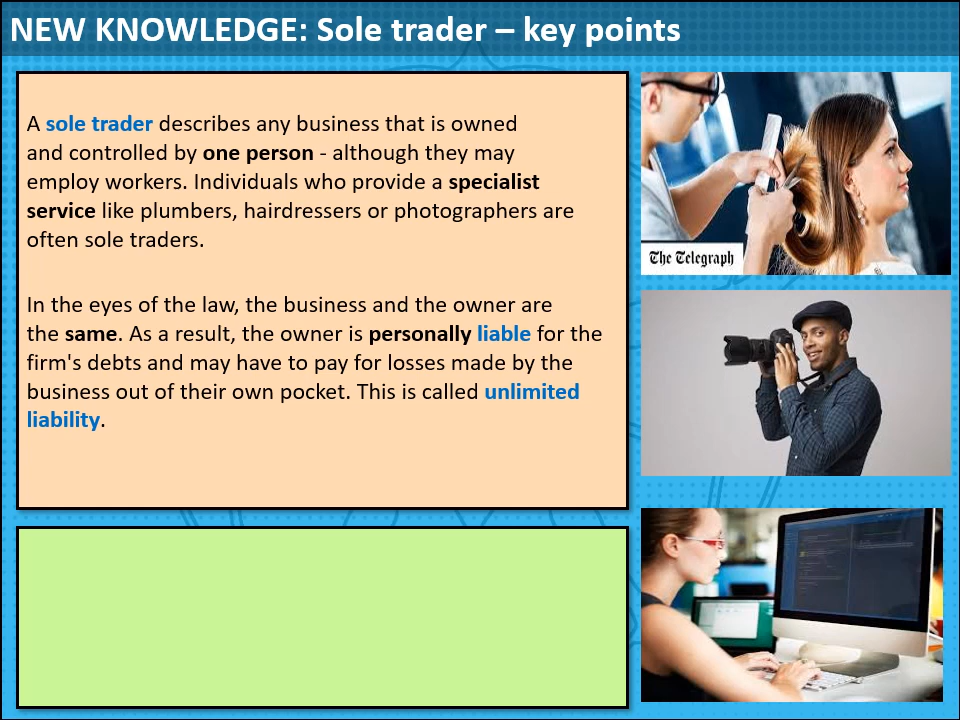 NEW KNOWLEDGE: Sole trader – key points
A sole trader describes any business that is owned
and controlled by one person - although they may
employ workers. Individuals who provide a specialist
service like plumbers, hairdressers or photographers are
often sole traders.
In the eyes of the law, the business and the owner are
the same. As a result, the owner is personally liable for the
firm's debts and may have to pay for losses made by the
business out of their own pocket. This is called unlimited
liability.
The Telegraph